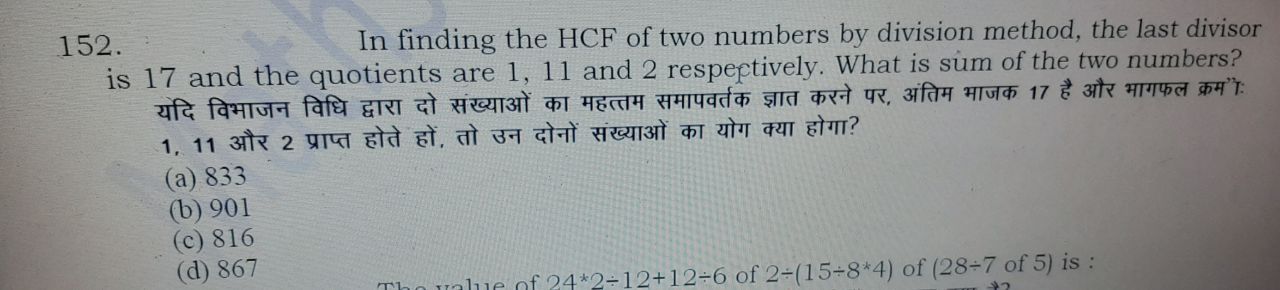 152. In finding the HCF of two numbers by division method, the last divisor
is 17 and the quotients are 1, 11 and 2 respectively. What is sum of the two numbers?
यदि विभाजन विधि द्वारा दो संख्याओं का महत्तम समापवर्तक ज्ञात करने पर, अंतिम भाजक 17 है और भागफल
1, 11 और 2 प्राप्त होते हों, तो उन दोनों संख्याओं का योग क्या होगा?
(a) 833
(b) 901
(c) 816
(d) 867
The value of 24*2÷12+12÷6 of 2÷(15÷8*4) of (28÷7 of 5) is :